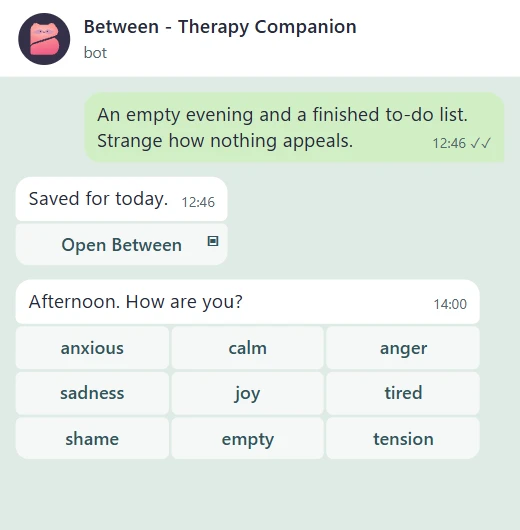 Between - Therapy Companion
bot
An empty evening and a finished to-do list.
Strange how nothing appeals. 12:46
Saved for today. 12:46
Open Between
Afternoon. How are you? 14:00
anxious calm anger
sadness joy tired
shame empty tension